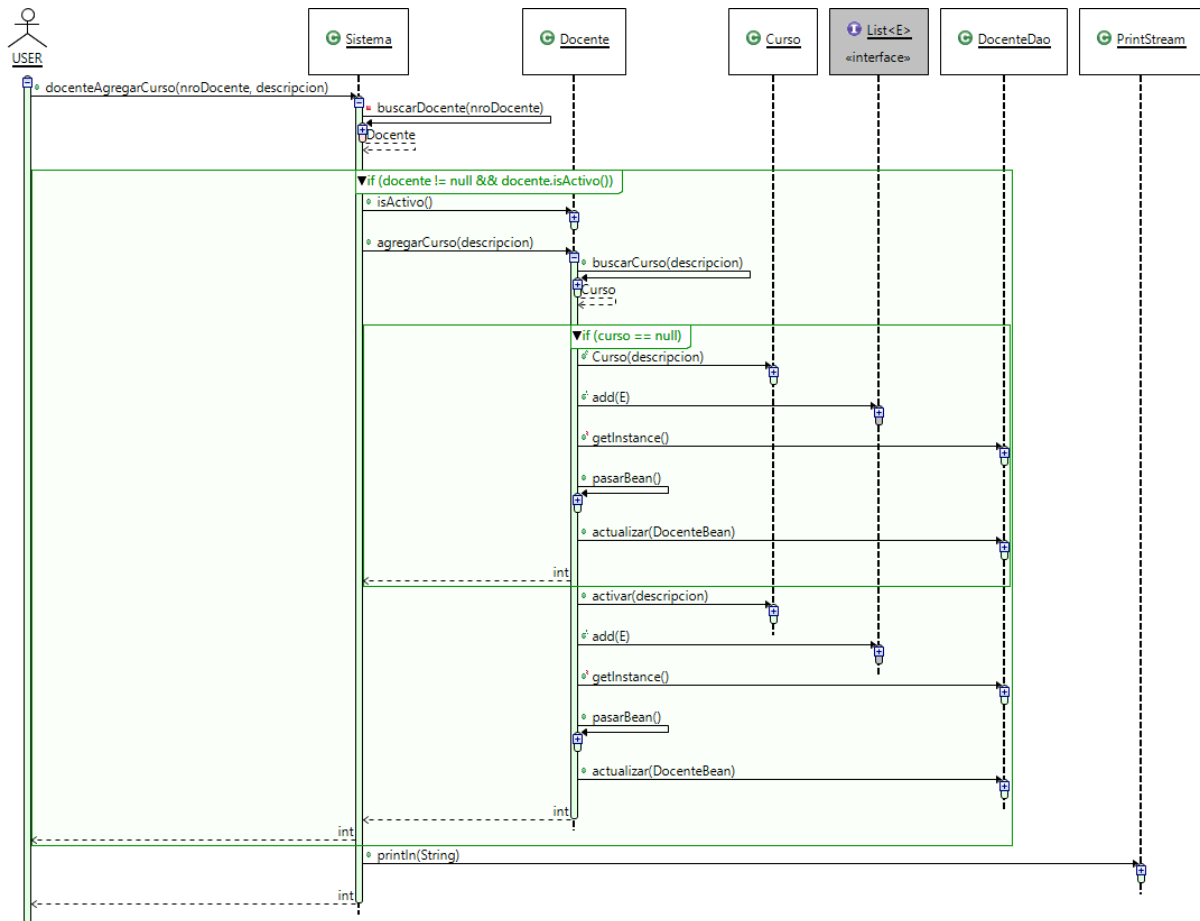 USER
C Sistema
C Docente
C Curso
I List<E>
«interface»
C DocenteDao
C PrintStream
docenteAgregarCurso(nroDocente, descripcion)
buscarDocente(nroDocente)
Docente
if (docente != null && docente.isActivo())
isActivo()
agregarCurso(descripcion)
buscarCurso(descripcion)
Curso
if (curso == null)
Curso(descripcion)
add(E)
getInstance()
pasarBean()
actualizar(DocenteBean)
int
activar(descripcion)
add(E)
getInstance()
pasarBean()
actualizar(DocenteBean)
int
int
println(String)
int